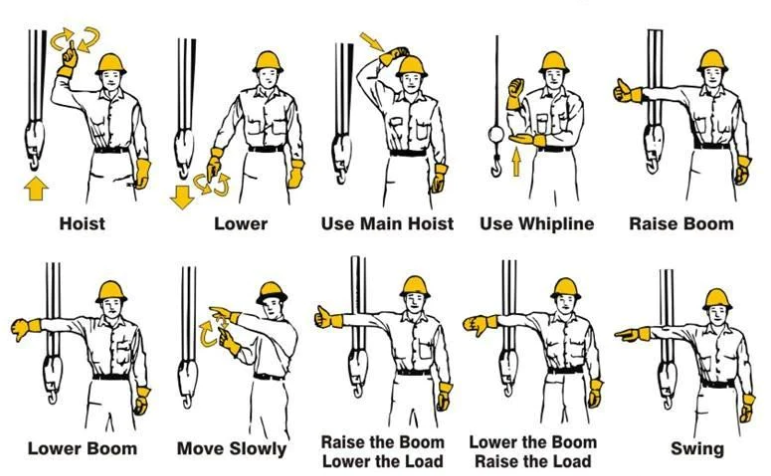 Hoist
Lower
Use Main Hoist
Use Whipline
Raise Boom
Lower Boom
Move Slowly
Raise the Boom
Lower the Load
Lower the Boom
Raise the Load
Swing